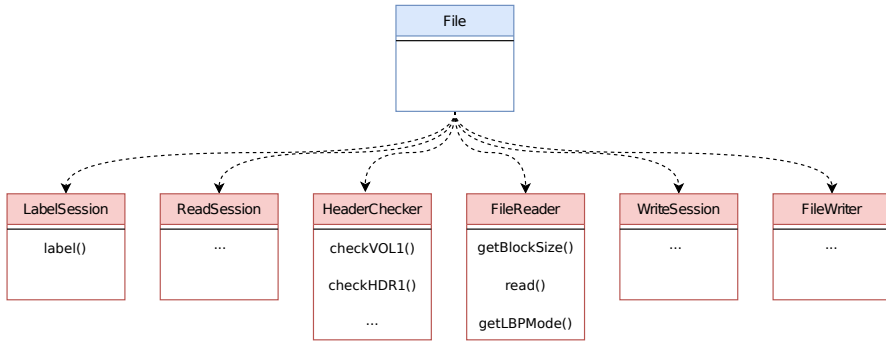 File
LabelSession
label()
ReadSession
...
HeaderChecker
checkVOL1()
checkHDR1()
...
FileReader
getBlockSize()
read()
getLBPMode()
WriteSession
...
FileWriter
...